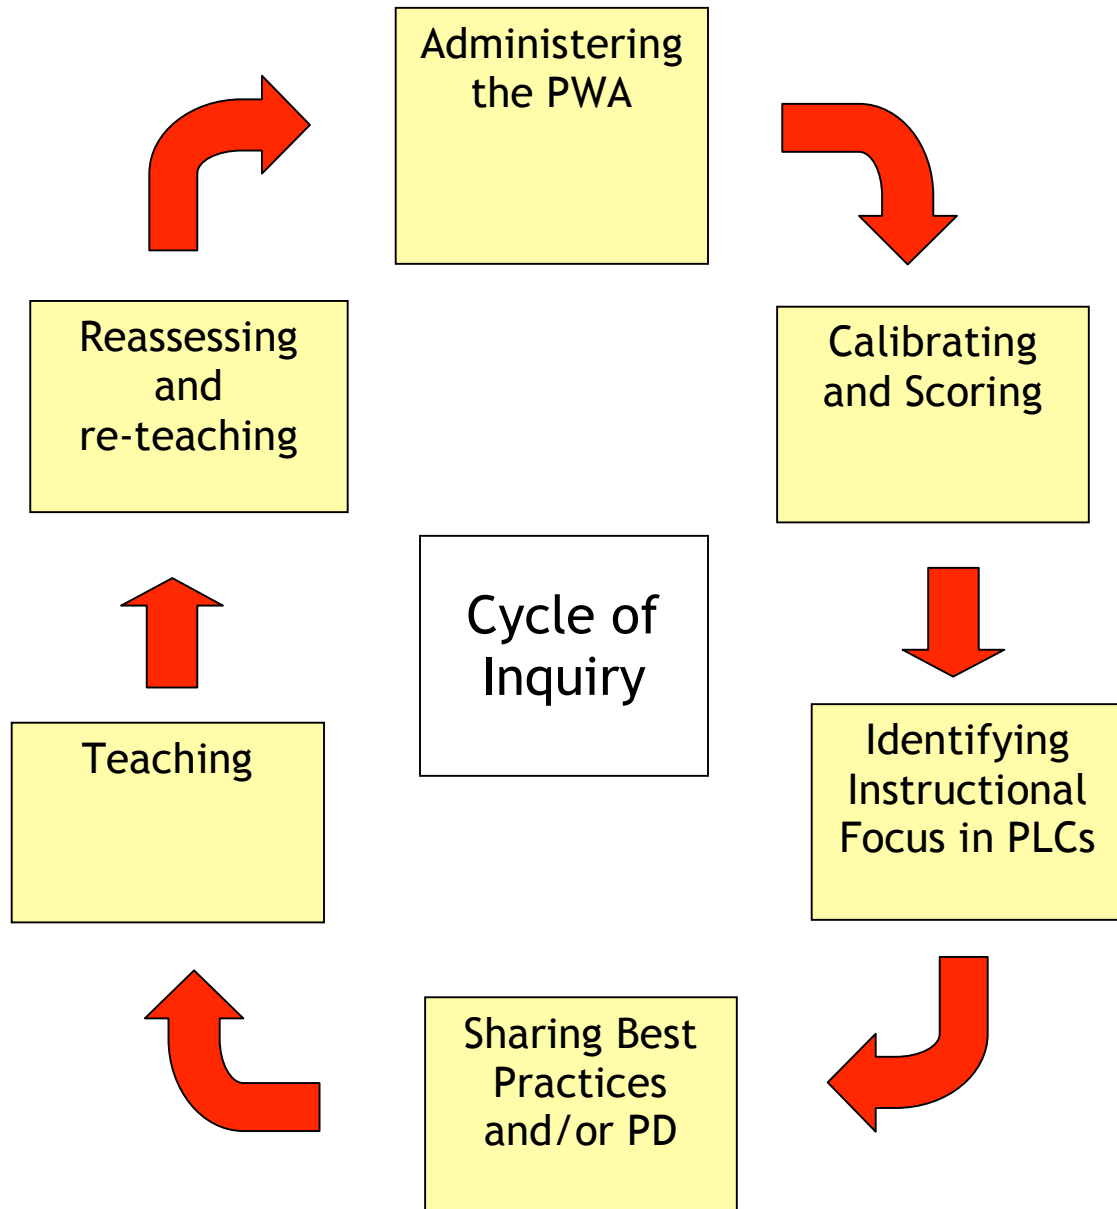 Administering
the PWA
Calibrating
and Scoring
Identifying
Instructional
Focus in PLCs
Sharing Best
Practices
and/or PD
Teaching
Reassessing
and
re-teaching
Cycle of
Inquiry